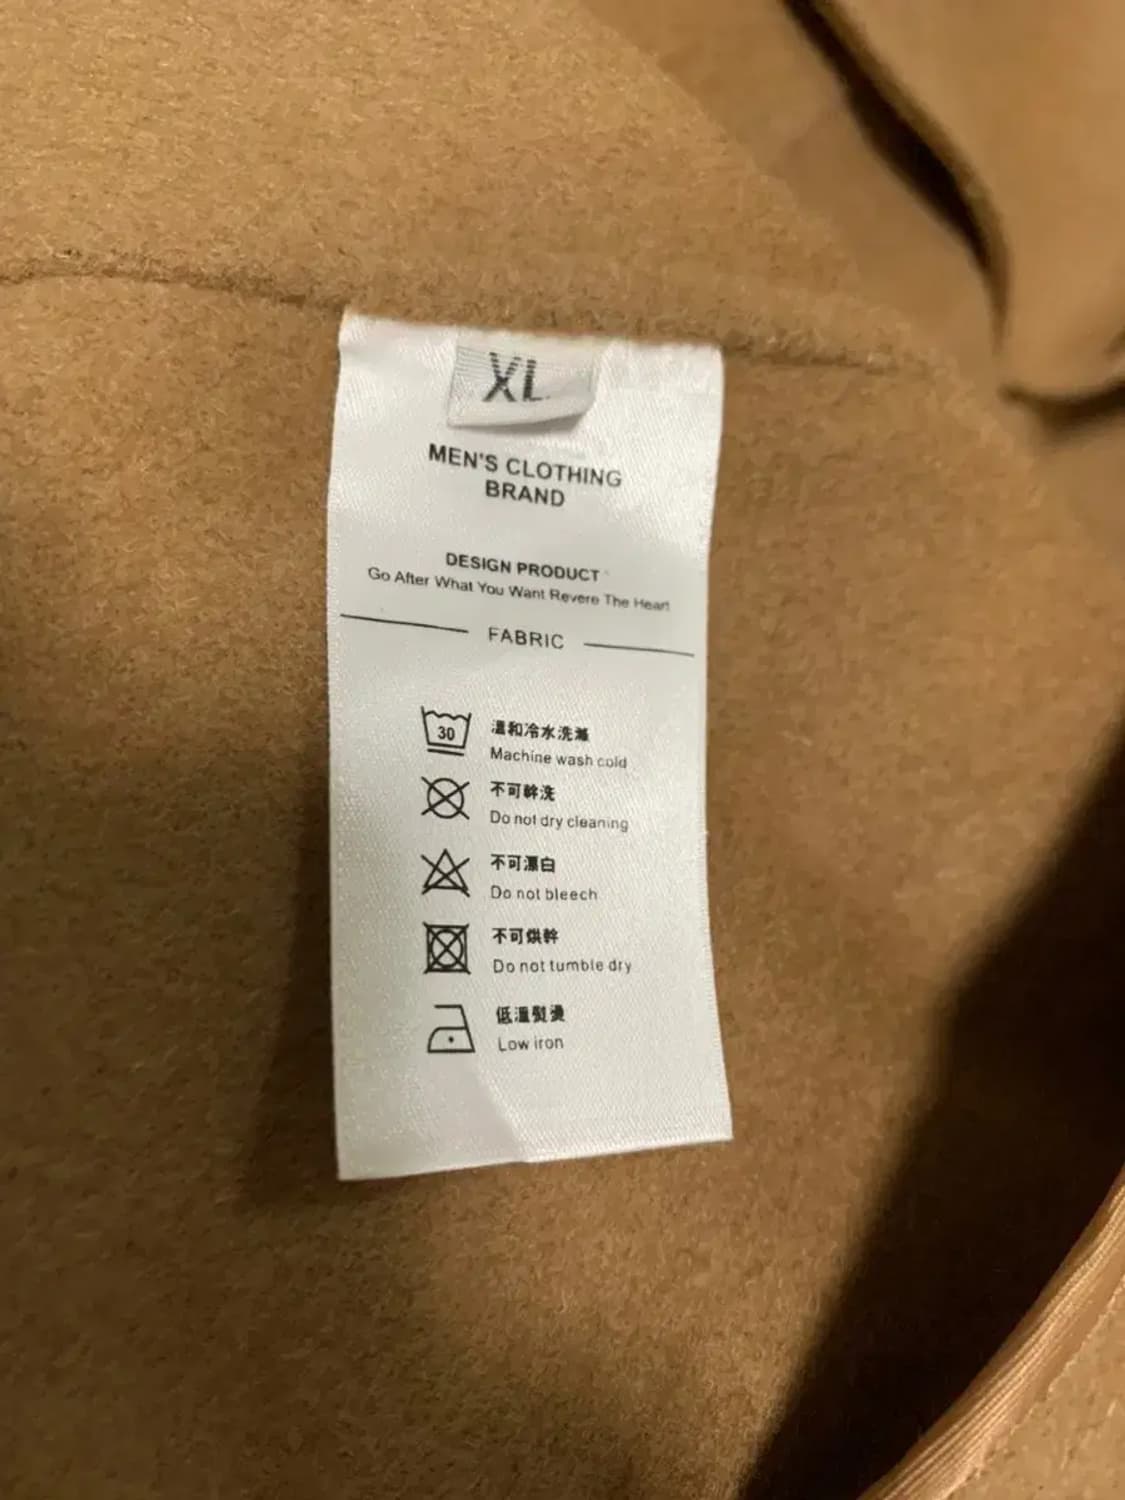 XL
MEN'S CLOTHING
BRAND
DESIGN PRODUCT
Go After What You Want Revere The Heart
FABRIC
30
溫和冷水洗滌
Machine wash cold
不可幹洗
Do not dry cleaning
不可漂白
Do not bleech
不可烘幹
Do not tumble dry
低溫熨燙
Low iron